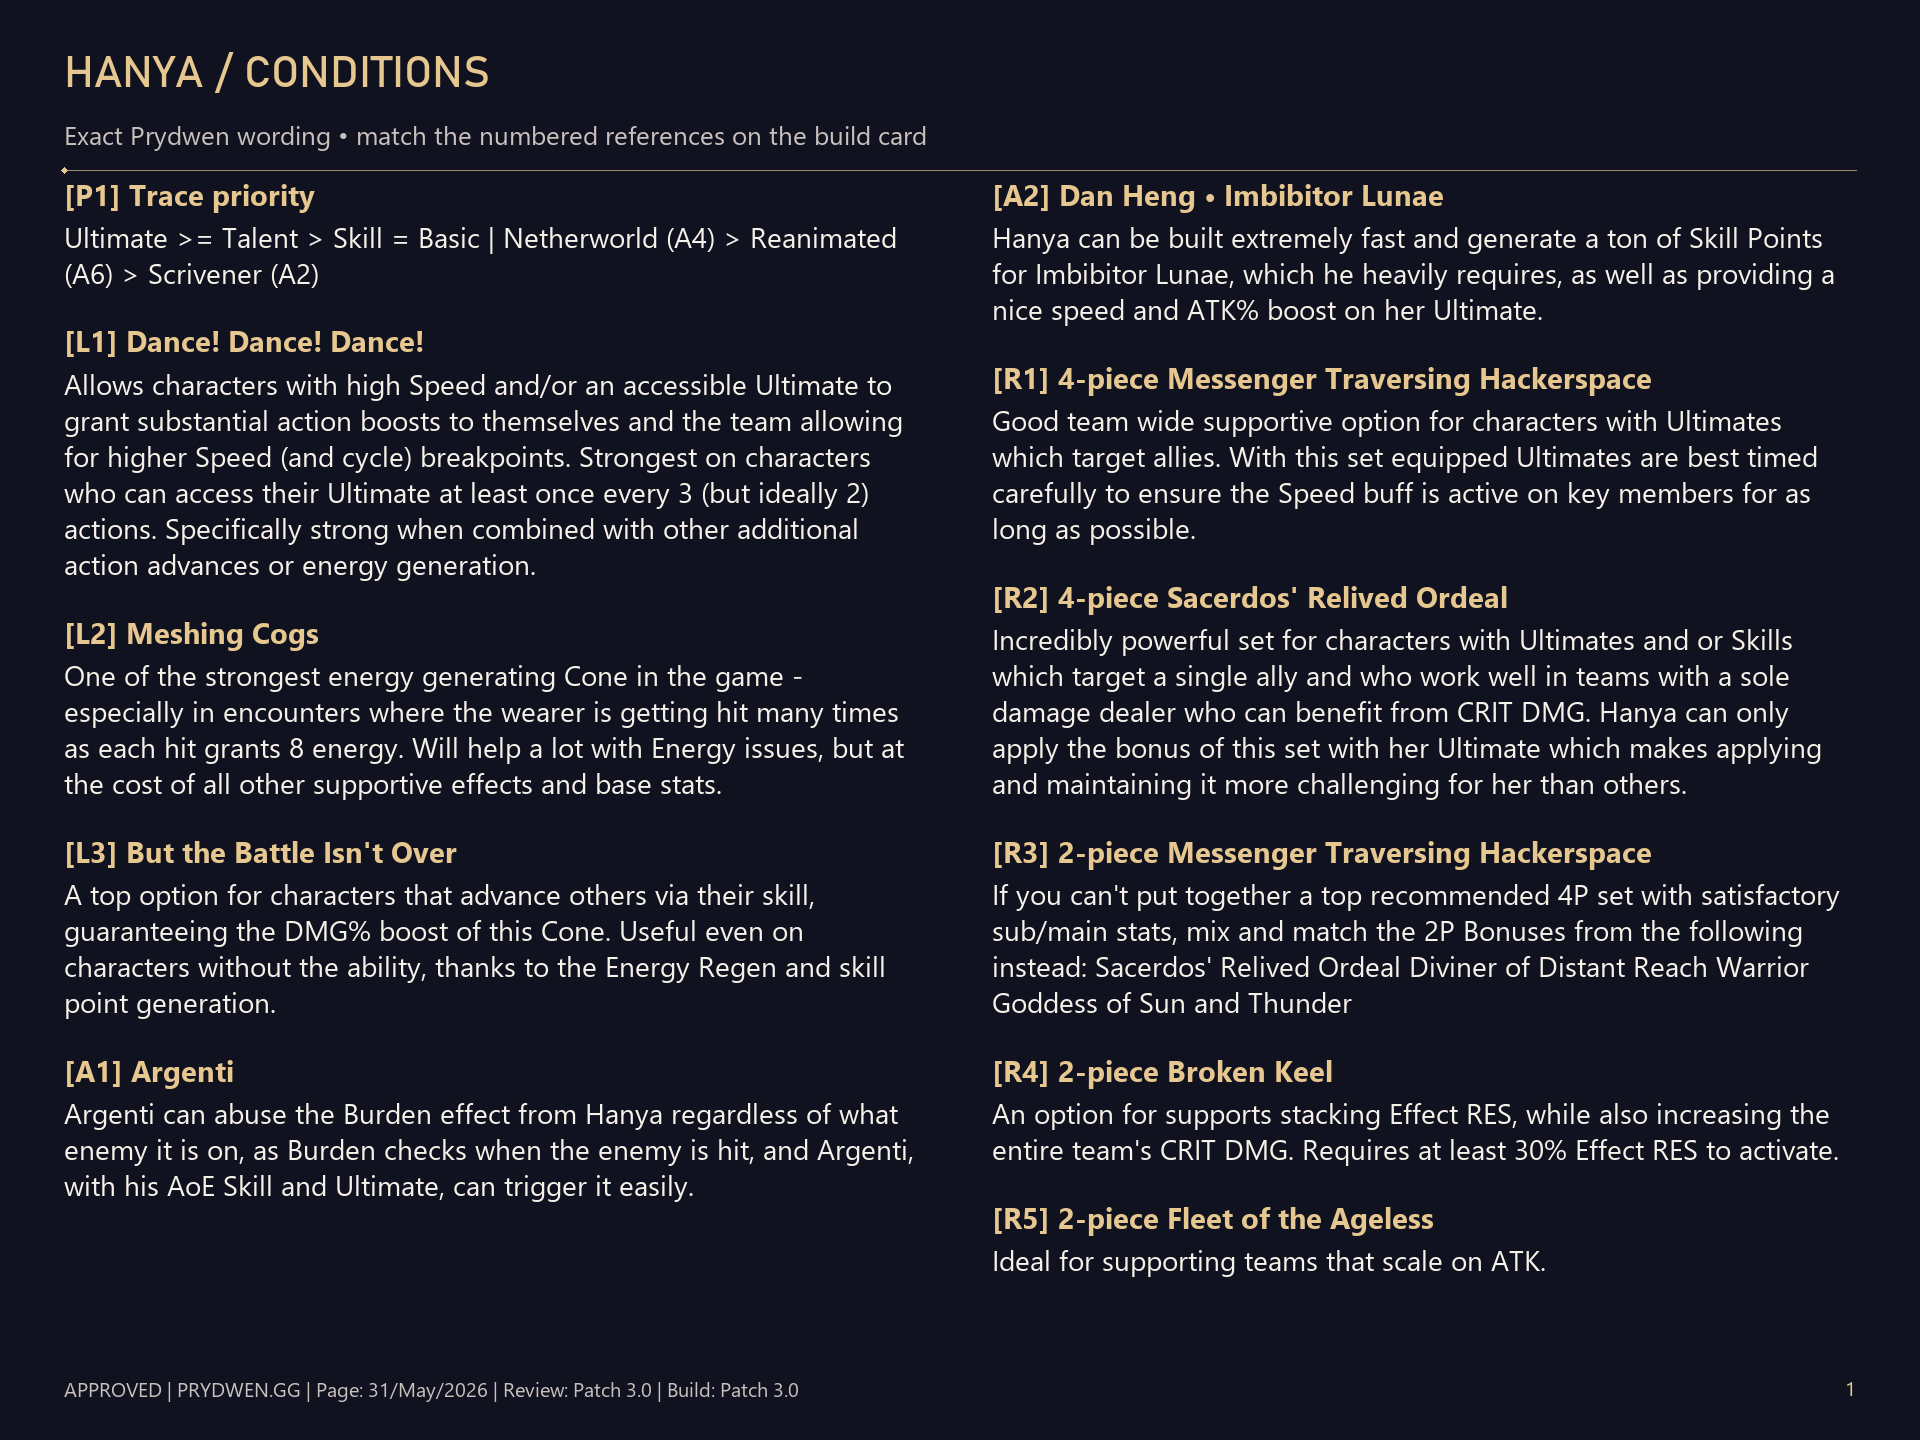 HANYA / CONDITIONS
Exact Prydwen wording • match the numbered references on the build card
[P1] Trace priority
Ultimate >= Talent > Skill = Basic | Netherworld (A4) > Reanimated
(A6) > Scrivener (A2)
[L1] Dance! Dance! Dance!
Allows characters with high Speed and/or an accessible Ultimate to
grant substantial action boosts to themselves and the team allowing
for higher Speed (and cycle) breakpoints. Strongest on characters
who can access their Ultimate at least once every 3 (but ideally 2)
actions. Specifically strong when combined with other additional
action advances or energy generation.
[L2] Meshing Cogs
One of the strongest energy generating Cone in the game -
especially in encounters where the wearer is getting hit many times
as each hit grants 8 energy. Will help a lot with Energy issues, but at
the cost of all other supportive effects and base stats.
[L3] But the Battle Isn't Over
A top option for characters that advance others via their skill,
guaranteeing the DMG% boost of this Cone. Useful even on
characters without the ability, thanks to the Energy Regen and skill
point generation.
[A1] Argenti
Argenti can abuse the Burden effect from Hanya regardless of what
enemy it is on, as Burden checks when the enemy is hit, and Argenti,
with his AoE Skill and Ultimate, can trigger it easily.
[A2] Dan Heng • Imbibitor Lunae
Hanya can be built extremely fast and generate a ton of Skill Points
for Imbibitor Lunae, which he heavily requires, as well as providing a
nice speed and ATK% boost on her Ultimate.
[R1] 4-piece Messenger Traversing Hackerspace
Good team wide supportive option for characters with Ultimates
which target allies. With this set equipped Ultimates are best timed
carefully to ensure the Speed buff is active on key members for as
long as possible.
[R2] 4-piece Sacerdos' Relived Ordeal
Incredibly powerful set for characters with Ultimates and or Skills
which target a single ally and who work well in teams with a sole
damage dealer who can benefit from CRIT DMG. Hanya can only
apply the bonus of this set with her Ultimate which makes applying
and maintaining it more challenging for her than others.
[R3] 2-piece Messenger Traversing Hackerspace
If you can't put together a top recommended 4P set with satisfactory
sub/main stats, mix and match the 2P Bonuses from the following
instead: Sacerdos' Relived Ordeal Diviner of Distant Reach Warrior
Goddess of Sun and Thunder
[R4] 2-piece Broken Keel
An option for supports stacking Effect RES, while also increasing the
entire team's CRIT DMG. Requires at least 30% Effect RES to activate.
[R5] 2-piece Fleet of the Ageless
Ideal for supporting teams that scale on ATK.
APPROVED | PRYDWEN.GG | Page: 31/May/2026 | Review: Patch 3.0 | Build: Patch 3.0
1